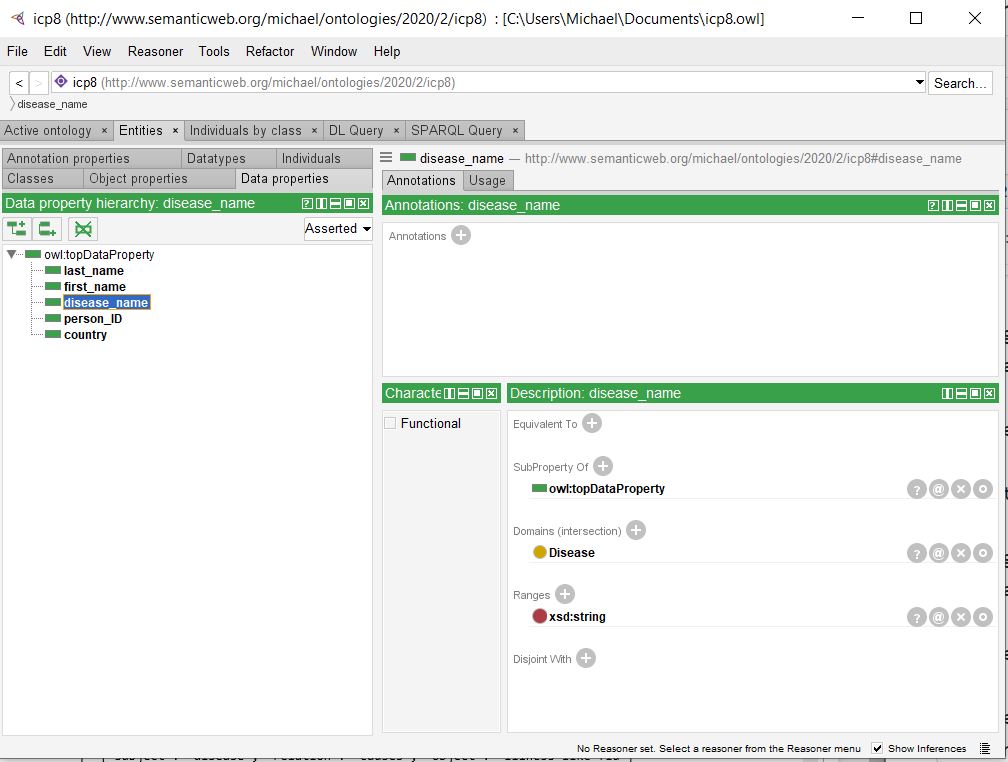 icp8 (http://www.semanticweb.org/michael/ontologies/2020/2/icp8) : [C:\Users\Michael\Documents\icp8.owl]
File Edit View Reasoner Tools Refactor Window Help
< > icp8 (http://www.semanticweb.org/michael/ontologies/2020/2/icp8) Search...
disease_name
Active ontology × Entities × Individuals by class × DL Query × SPARQL Query ×
Annotation properties Datatypes Individuals
Classes Object properties Data properties
Data property hierarchy: disease_name
Asserted
owl:topDataProperty
last_name
first_name
disease_name
person_ID
country
disease_name — http://www.semanticweb.org/michael/ontologies/2020/2/icp8#disease_name
Annotations Usage
Annotations: disease_name
Annotations
Characte
Functional
Description: disease_name
Equivalent To
SubProperty Of
owl:topDataProperty
Domains (intersection)
Disease
Ranges
xsd:string
Disjoint With
No Reasoner set. Select a reasoner from the Reasoner menu Show Inferences